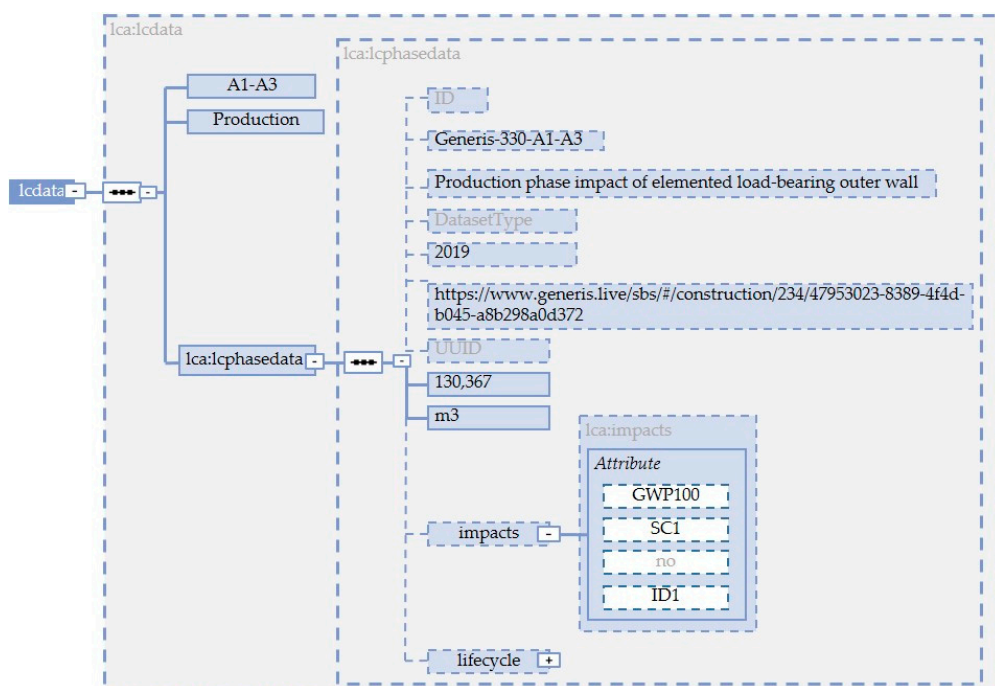 lca:lcdata
lca:lcphasedata
A1-A3
Production
ID
Generis-330-A1-A3
Production phase impact of elemented load-bearing outer wall
DatasetType
2019
https://www.generis.live/sbs/#/construction/234/47953023-8389-4f4d-
b045-a8b298a0d372
UUID
lcdata
lca:lcphasedata
130,367
m3
lca:impacts
Attribute
GWP100
SC1
no
ID1
impacts
lifecycle